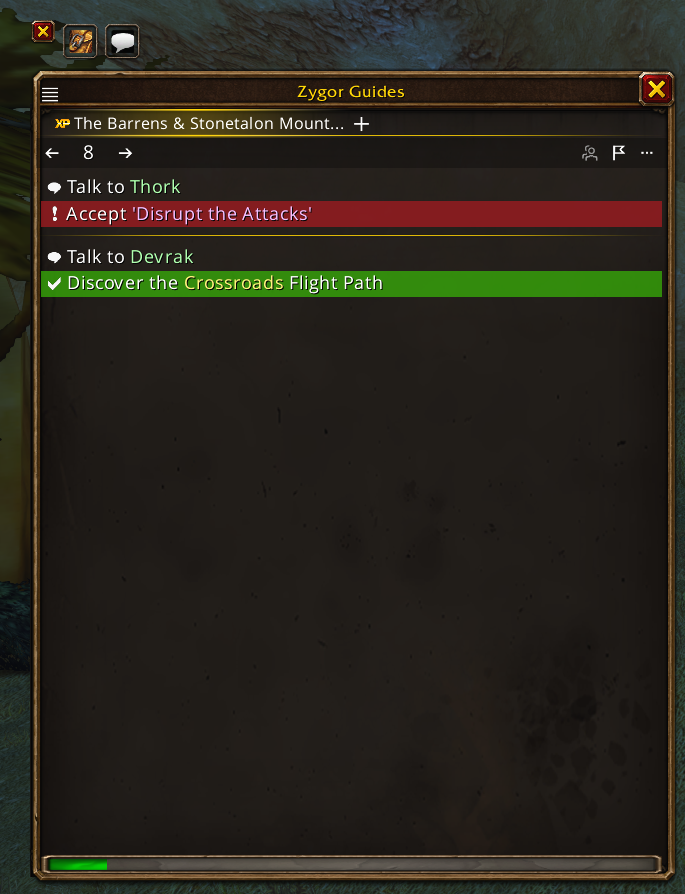 Zygor Guides
XP The Barrens & Stonetalon Mount...
8
Talk to Thork
Accept 'Disrupt the Attacks'
Talk to Devrak
Discover the Crossroads Flight Path